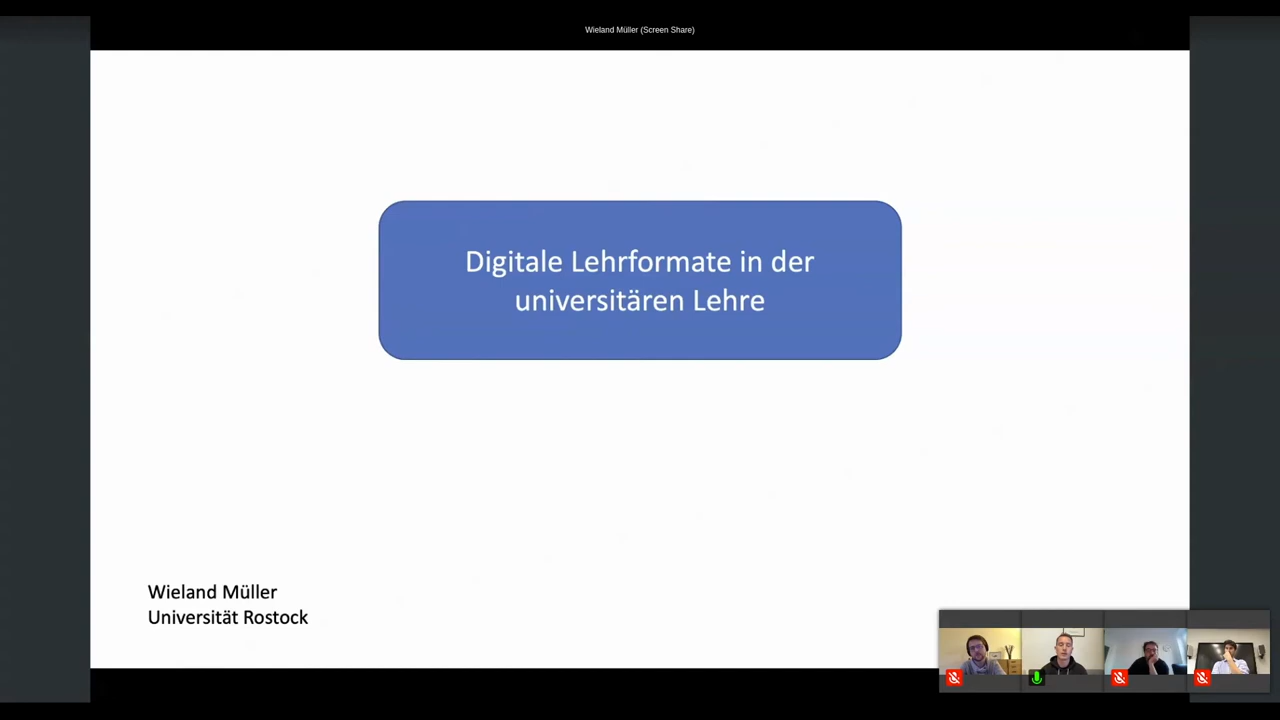 Wieland Müller (Screen Share)
Digitale Lehrformate in der
universitären Lehre
Wieland Müller
Universität Rostock